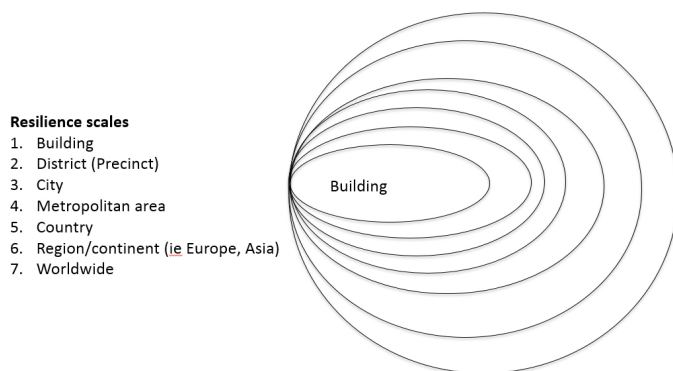 Resilience scales
1. Building
2. District (Precinct)
3. City
4. Metropolitan area
5. Country
6. Region/continent (ie Europe, Asia)
7. Worldwide
Building